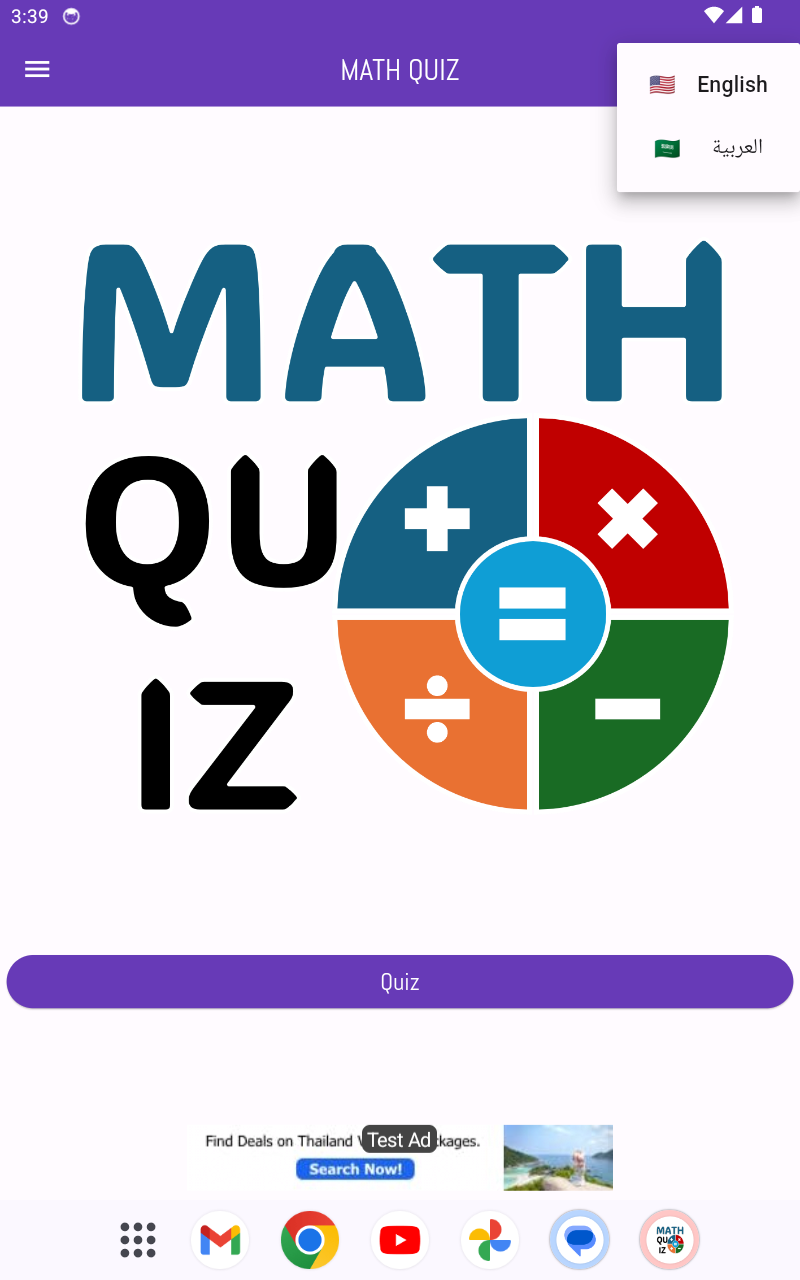 3:39
MATH QUIZ
English
العربية
MATH
QU
IZ
Quiz
Find Deals on Thailand
Test Ad
Search Now!
MATH
QU
IZ